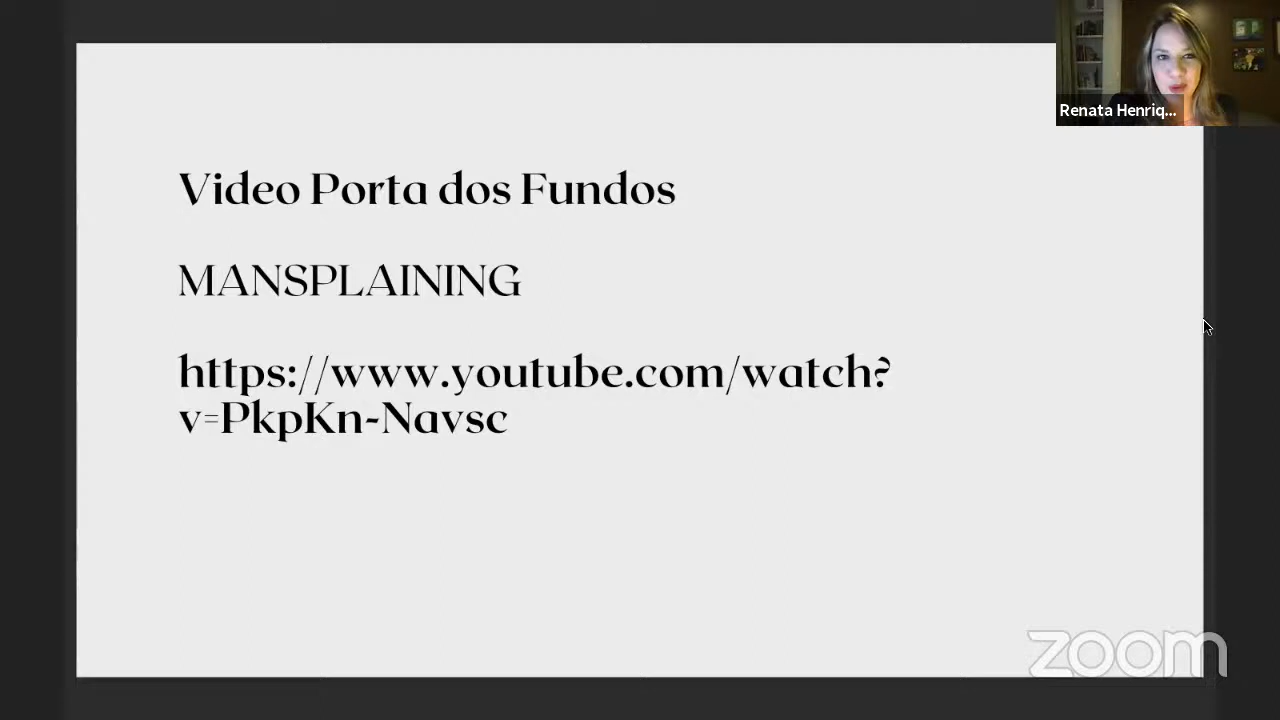 Renata Henriq...
Video Porta dos Fundos
MANSPLAINING
https://www.youtube.com/watch?
v=PkpKn-Navsc
zoom